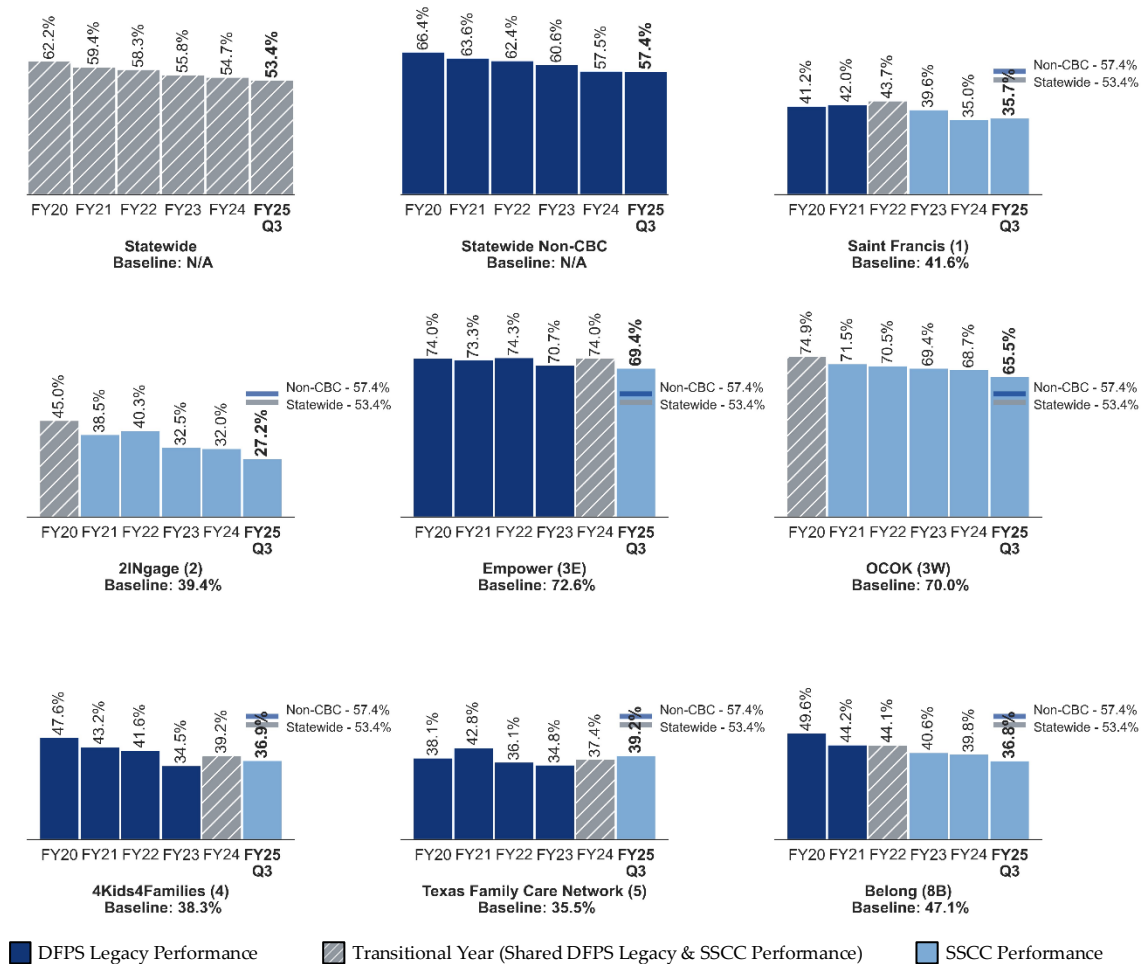 62.2%
59.4%
58.3%
55.8%
54.7%
53.4%
FY20 FY21 FY22 FY23 FY24 FY25
Q3
Statewide
Baseline: N/A
66.4%
63.6%
62.4%
60.6%
57.5%
57.4%
FY20 FY21 FY22 FY23 FY24 FY25
Q3
Statewide Non-CBC
Baseline: N/A
41.2%
42.0%
43.7%
39.6%
35.0%
35.7%
Non-CBC - 57.4%
Statewide - 53.4%
FY20 FY21 FY22 FY23 FY24 FY25
Q3
Saint Francis (1)
Baseline: 41.6%
45.0%
38.5%
40.3%
32.5%
32.0%
27.2%
Non-CBC - 57.4%
Statewide - 53.4%
FY20 FY21 FY22 FY23 FY24 FY25
Q3
2INgage (2)
Baseline: 39.4%
74.0%
73.3%
74.3%
70.7%
74.0%
69.4%
Non-CBC - 57.4%
Statewide - 53.4%
FY20 FY21 FY22 FY23 FY24 FY25
Q3
Empower (3E)
Baseline: 72.6%
74.9%
71.5%
70.5%
69.4%
68.7%
65.5%
Non-CBC - 57.4%
Statewide - 53.4%
FY20 FY21 FY22 FY23 FY24 FY25
Q3
OCOK (3W)
Baseline: 70.0%
47.6%
43.2%
41.6%
34.5%
39.2%
36.9%
Non-CBC - 57.4%
Statewide - 53.4%
FY20 FY21 FY22 FY23 FY24 FY25
Q3
4Kids4Families (4)
Baseline: 38.3%
38.1%
42.8%
36.1%
34.8%
37.4%
39.2%
Non-CBC - 57.4%
Statewide - 53.4%
FY20 FY21 FY22 FY23 FY24 FY25
Q3
Texas Family Care Network (5)
Baseline: 35.5%
49.6%
44.2%
44.1%
40.6%
39.8%
36.8%
Non-CBC - 57.4%
Statewide - 53.4%
FY20 FY21 FY22 FY23 FY24 FY25
Q3
Belong (8B)
Baseline: 47.1%
DFPS Legacy Performance
Transitional Year (Shared DFPS Legacy & SSCC Performance)
SSCC Performance